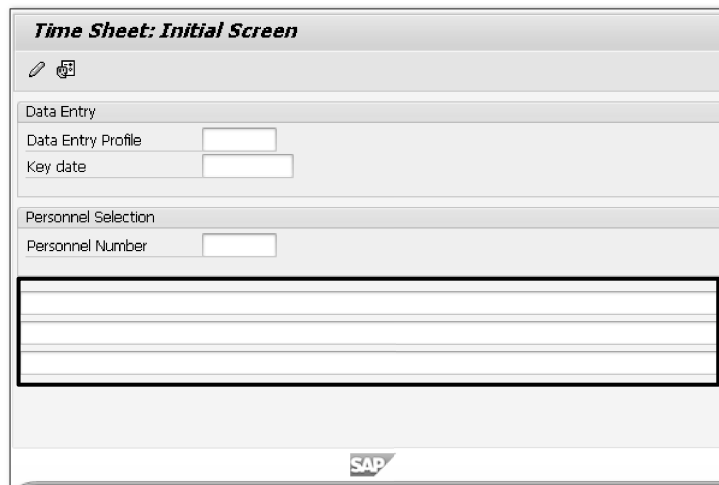 Time Sheet: Initial Screen
Data Entry
Data Entry Profile
Key date
Personnel Selection
Personnel Number
SAP